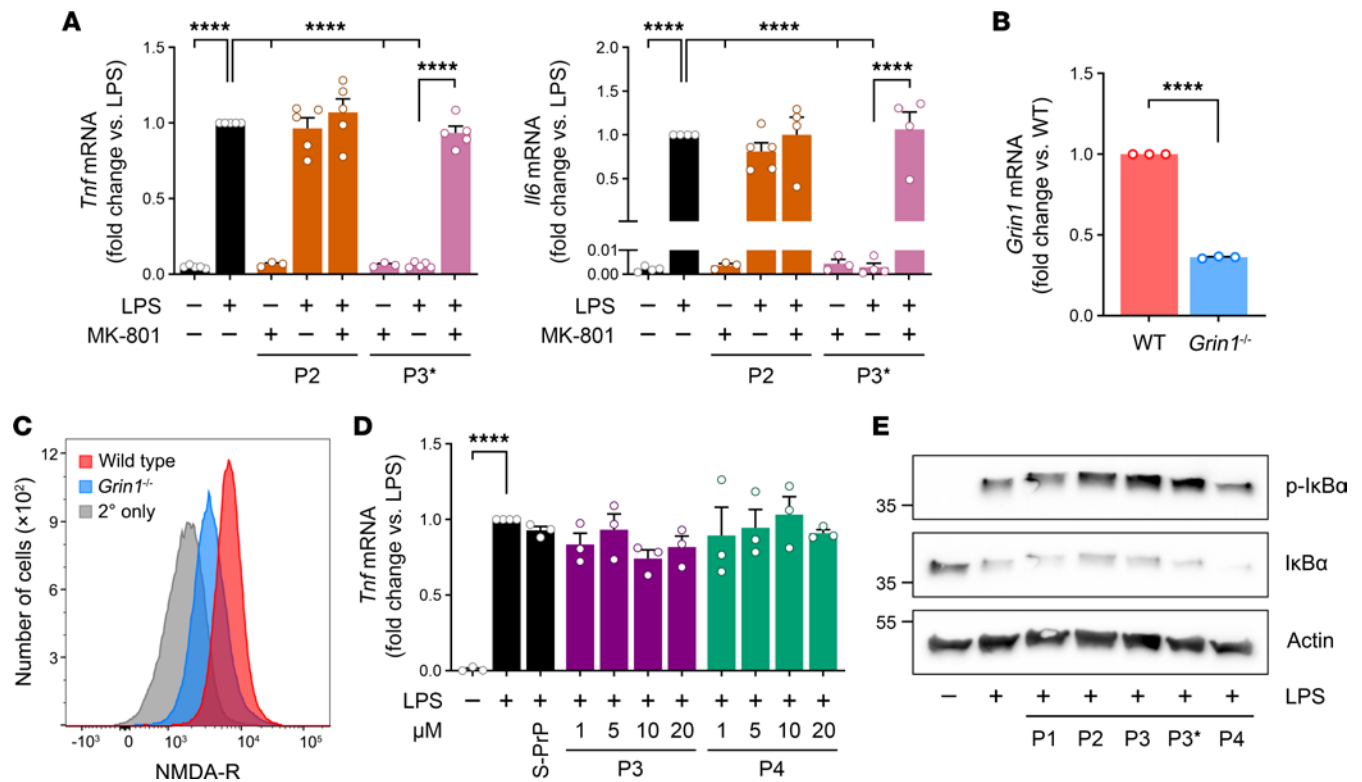 A
**** ****
****
Tnf mRNA
(fold change vs. LPS)
1.5
1.0
0.5
0.0
LPS − + − + + − + +
MK-801 − − + − + + − +
P2 P3*
**** ****
****
Il6 mRNA
(fold change vs. LPS)
2.0
1.5
1.0
0.5
0.01
0.00
LPS − + − + + − + +
MK-801 − − + − + + − +
P2 P3*
B
****
Grin1 mRNA
(fold change vs. WT)
1.5
1.0
0.5
0.0
WT Grin1-/-
C
Wild type
Grin1-/-
2° only
Number of cells (×10²)
12
9
6
3
-10³ 0 10³ 10⁴ 10⁵
NMDA-R
D
****
Tnf mRNA
(fold change vs. LPS)
1.5
1.0
0.5
0.0
LPS − + + + + + + + + + +
µM S-PrP 1 5 10 20 1 5 10 20
P3 P4
E
35
p-IκBα
35
IκBα
55
Actin
− + + + + + + LPS
P1 P2 P3 P3* P4